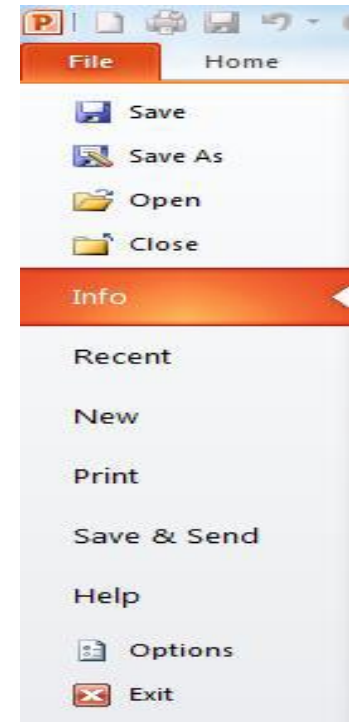 P
File Home
Save
Save As
Open
Close
Info
Recent
New
Print
Save & Send
Help
Options
Exit